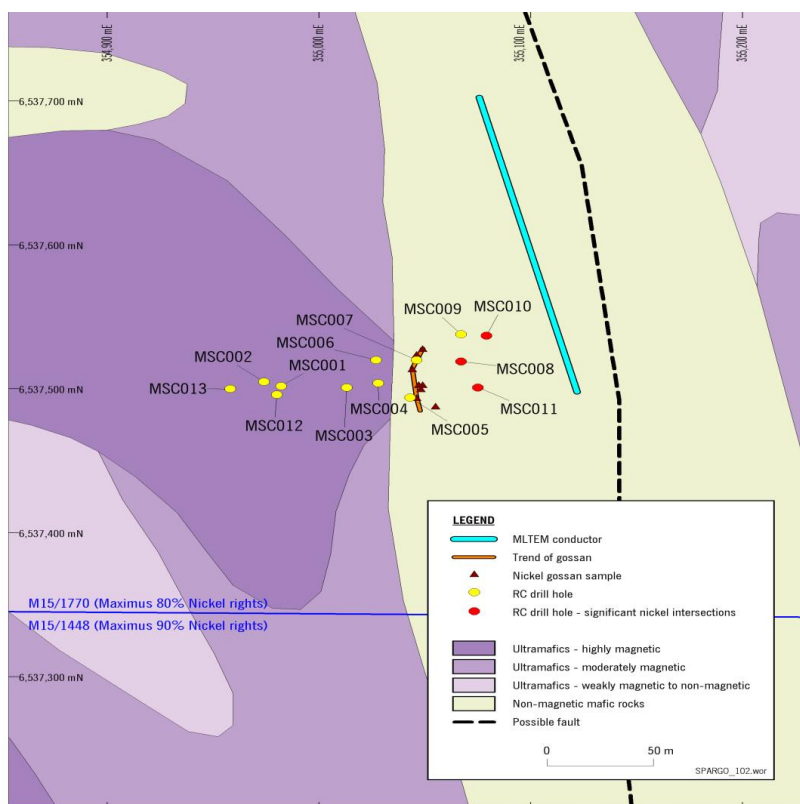 354,900 mE
355,000 mE
355,100 mE
355,200 mE
6,537,700 mN
6,537,600 mN
MSC007
MSC009
MSC010
MSC006
MSC002
MSC001
MSC008
MSC013
6,537,500 mN
MSC004
MSC011
MSC012
MSC003
MSC005
6,537,400 mN
M15/1770 (Maximus 80% Nickel rights)
M15/1448 (Maximus 90% Nickel rights)
6,537,300 mN
LEGEND
MLTEM conductor
Trend of gossan
Nickel gossan sample
RC drill hole
RC drill hole - significant nickel intersections
Ultramafics - highly magnetic
Ultramafics - moderately magnetic
Ultramafics - weakly magnetic to non-magnetic
Non-magnetic mafic rocks
Possible fault
0 50 m
SPARGO_102.wor